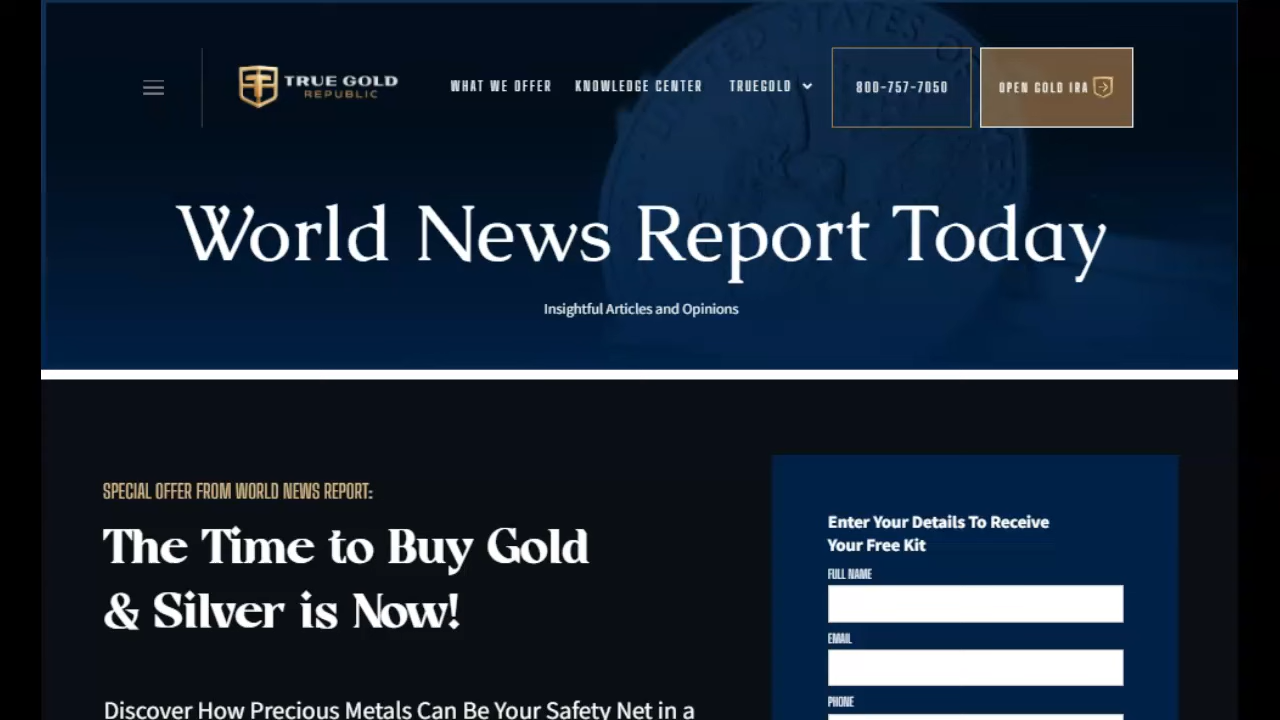 TRUE GOLD
REPUBLIC
WHAT WE OFFER
KNOWLEDGE CENTER
TRUEGOLD
800-757-7050
OPEN GOLD IRA
UNITED STATES OF
World News Report Today
Insightful Articles and Opinions
SPECIAL OFFER FROM WORLD NEWS REPORT:
The Time to Buy Gold
& Silver is Now!
Discover How Precious Metals Can Be Your Safety Net in a
Enter Your Details To Receive
Your Free Kit
FULL NAME
EMAIL
PHONE